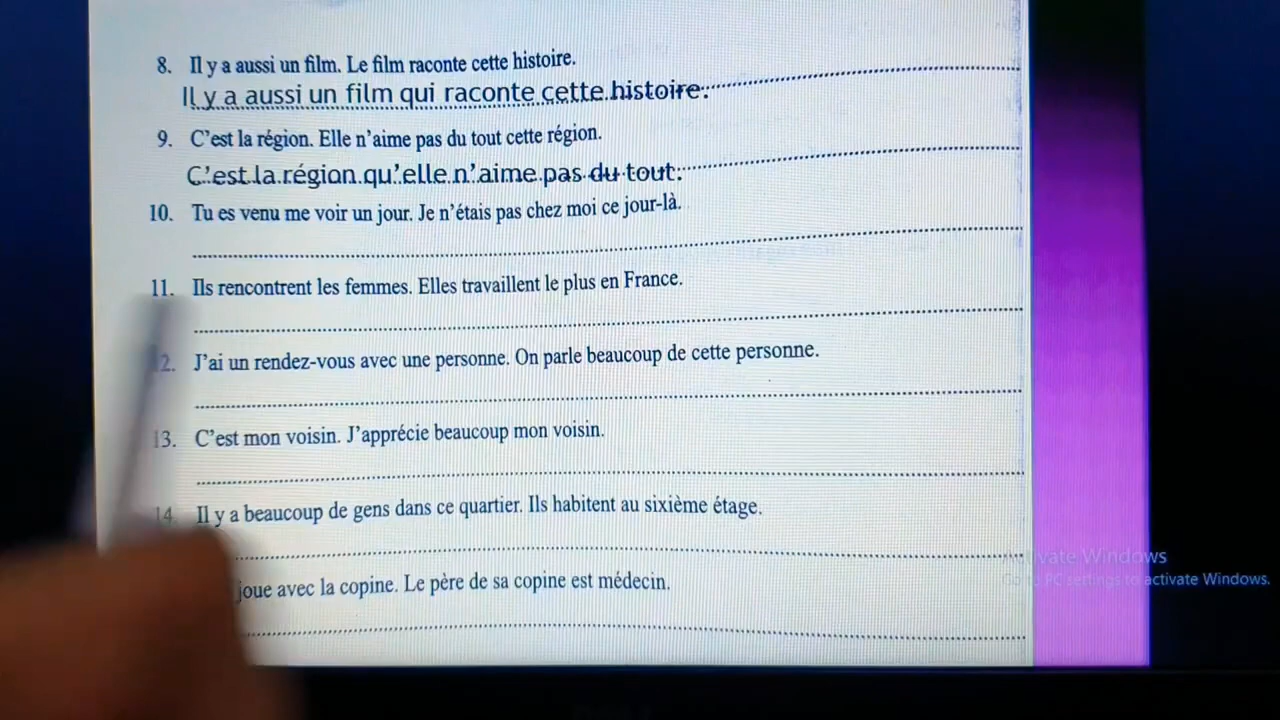 8. Il y a aussi un film. Le film raconte cette histoire.
Il y a aussi un film qui raconte cette histoire.
9. C'est la région. Elle n'aime pas du tout cette région.
C'est la région qu'elle n'aime pas du tout.
10. Tu es venu me voir un jour. Je n'étais pas chez moi ce jour-là.
11. Ils rencontrent les femmes. Elles travaillent le plus en France.
12. J'ai un rendez-vous avec une personne. On parle beaucoup de cette personne.
13. C'est mon voisin. J'apprécie beaucoup mon voisin.
14. Il y a beaucoup de gens dans ce quartier. Ils habitent au sixième étage.
joue avec la copine. Le père de sa copine est médecin.
Activate Windows
Go to PC settings to activate Windows.